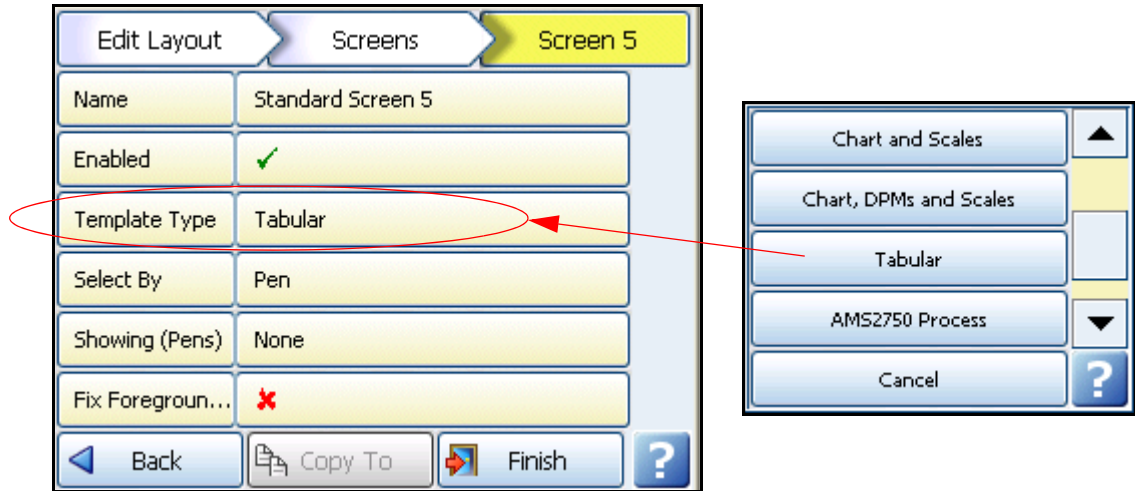 Edit Layout Screens Screen 5
Name Standard Screen 5
Enabled
Template Type Tabular
Select By Pen
Showing (Pens) None
Fix Foregroun...
Back Copy To Finish ?
Chart and Scales
Chart, DPMs and Scales
Tabular
AMS2750 Process
Cancel ?